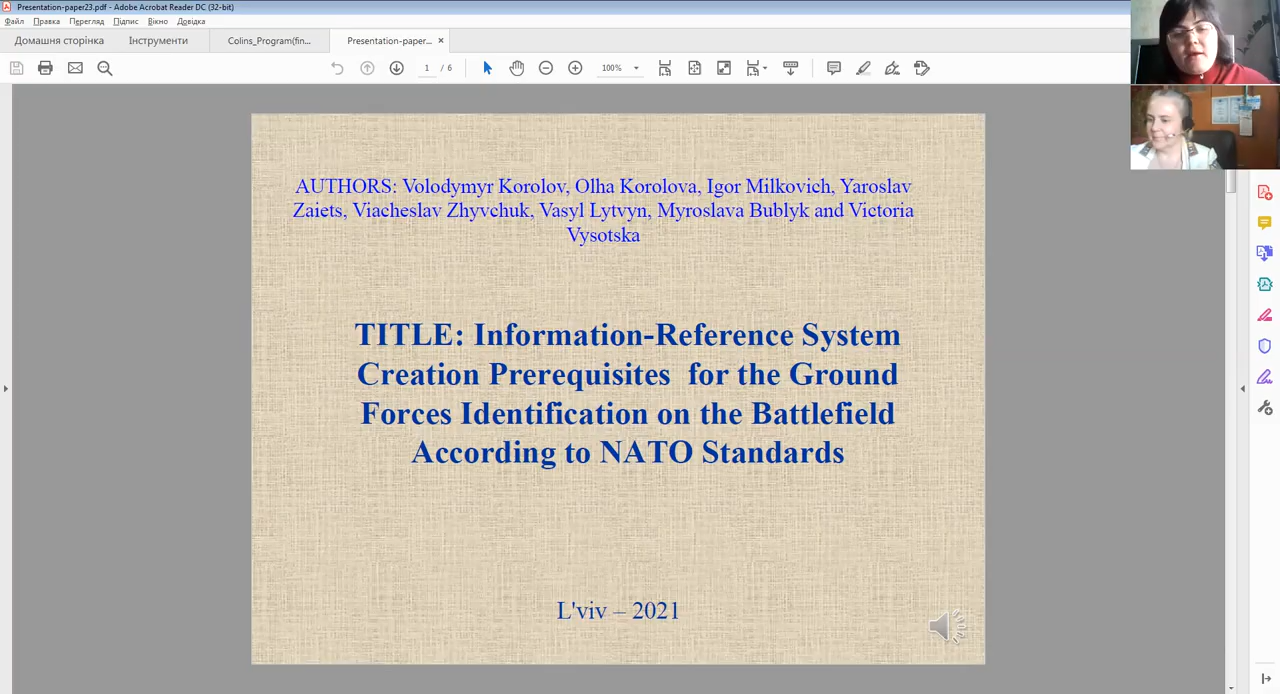 Presentation-paper23.pdf - Adobe Acrobat Reader DC (32-bit)
Файл Правка Перегляд Підпис Вікно Довідка
Домашня сторінка Інструменти Colins_Program(fin... Presentation-paper... ×
1 / 6 100%
AUTHORS: Volodymyr Korolov, Olha Korolova, Igor Milkovich, Yaroslav
Zaiets, Viacheslav Zhyvchuk, Vasyl Lytvyn, Myroslava Bublyk and Victoria
Vysotska
TITLE: Information-Reference System
Creation Prerequisites for the Ground
Forces Identification on the Battlefield
According to NATO Standards
L'viv – 2021